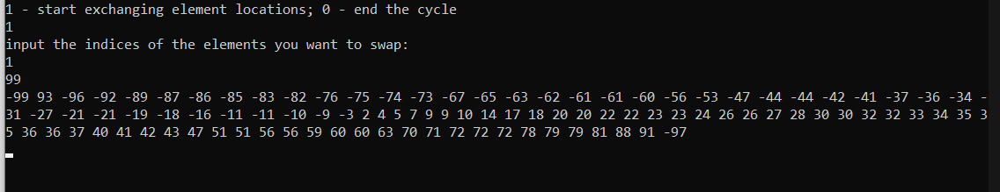 1 - start exchanging element locations; 0 - end the cycle
1
input the indices of the elements you want to swap:
1
99
-99 93 -96 -92 -89 -87 -86 -85 -83 -82 -76 -75 -74 -73 -67 -65 -63 -62 -61 -61 -60 -56 -53 -47 -44 -44 -42 -41 -37 -36 -34 -
31 -27 -21 -21 -19 -18 -16 -11 -11 -10 -9 -3 2 4 5 7 9 9 10 14 17 18 20 20 22 22 23 23 24 26 26 27 28 30 30 32 32 33 34 35 3
5 36 36 37 40 41 42 43 47 51 51 56 56 59 60 60 63 70 71 72 72 72 78 79 79 81 88 91 -97